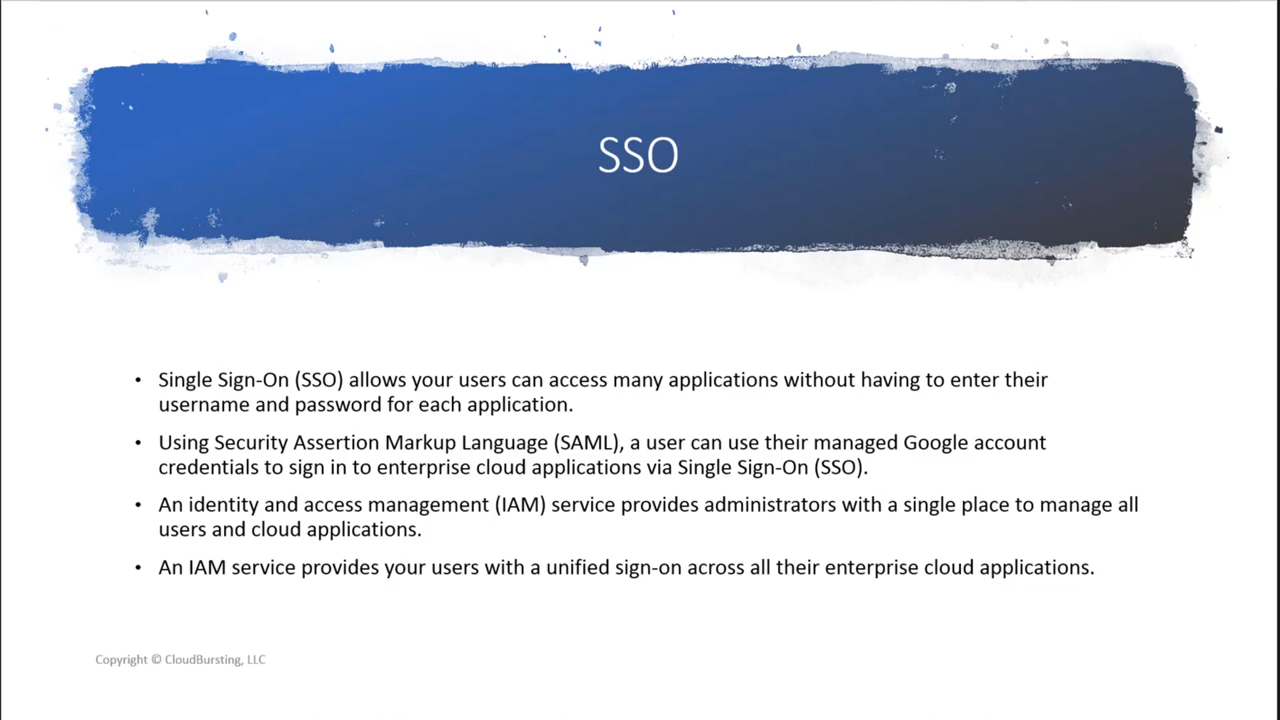 SSO
• Single Sign-On (SSO) allows your users can access many applications without having to enter their
username and password for each application.
• Using Security Assertion Markup Language (SAML), a user can use their managed Google account
credentials to sign in to enterprise cloud applications via Single Sign-On (SSO).
• An identity and access management (IAM) service provides administrators with a single place to manage all
users and cloud applications.
• An IAM service provides your users with a unified sign-on across all their enterprise cloud applications.
Copyright © CloudBursting, LLC